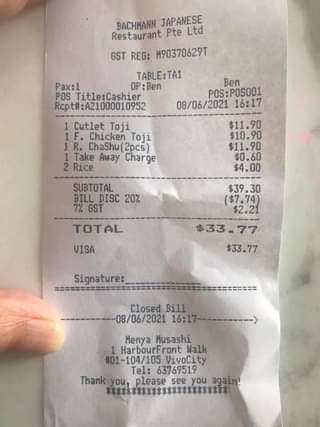 BACHMANN JAPANESE
Restaurant Pte Ltd
GST REG: M90370629T
TABLE:TA1
Pax:1 OP:Ben Ben
POS Title:Cashier POS:POS001
Rcpt#:A21000010952 08/06/2021 16:17
1 Cutlet Toji $11.90
1 F. Chicken Toji $10.90
1 R. ChaShu(2pcs) $11.90
1 Take Away Charge $0.60
2 Rice $4.00
SUBTOTAL $39.30
BILL DISC 20% ($7.74)
7% GST $2.21
TOTAL $33.77
VISA $33.77
Signature:
Closed Bill
08/06/2021 16:17
Menya Musashi
1 HarbourFront Walk
#01-104/105 VivoCity
Tel: 63769519
Thank you, please see you again!